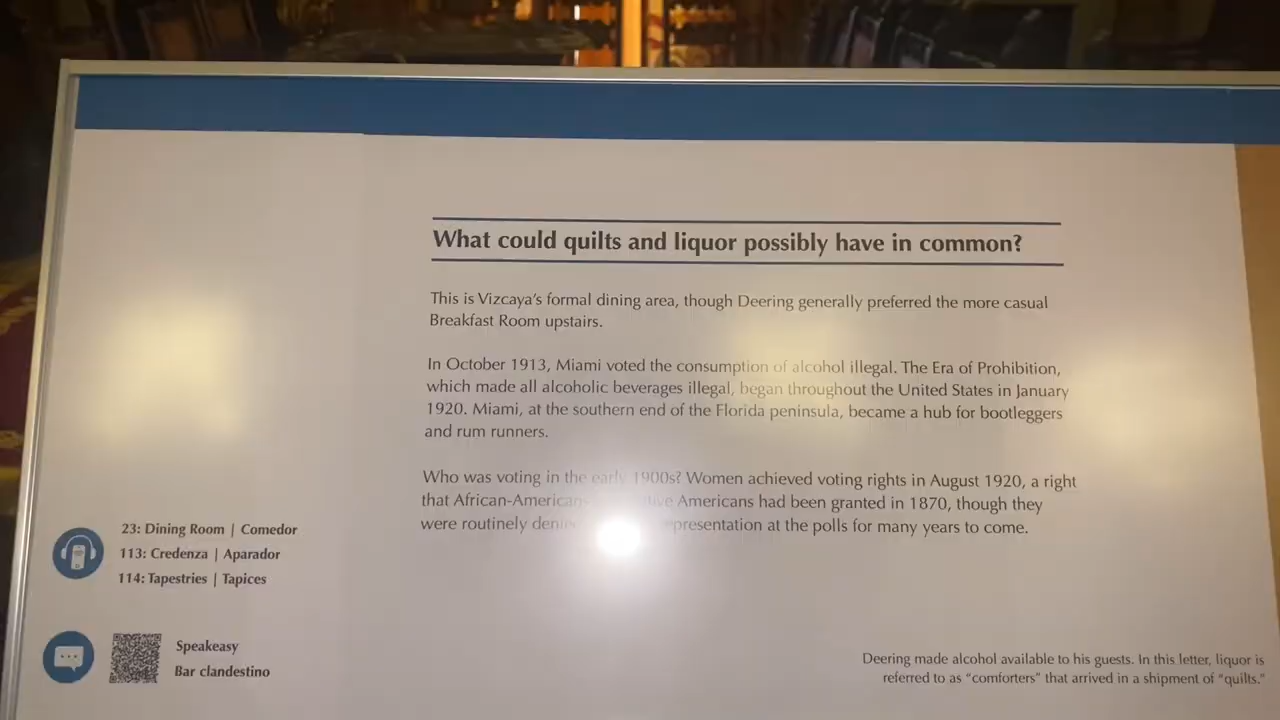 What could quilts and liquor possibly have in common?
This is Vizcaya's formal dining area, though Deering generally preferred the more casual
Breakfast Room upstairs.
In October 1913, Miami voted the consumption of alcohol illegal. The Era of Prohibition,
which made all alcoholic beverages illegal, began throughout the United States in January
1920. Miami, at the southern end of the Florida peninsula, became a hub for bootleggers
and rum runners.
Who was voting in the early 1900s? Women achieved voting rights in August 1920, a right
that African-Americans Americans had been granted in 1870, though they
were routinely at the polls for many years to come.
23: Dining Room | Comedor
113: Credenza | Aparador
114: Tapestries | Tapices
Speakeasy
Bar clandestino
Deering made alcohol available to his guests. In this letter, liquor is
referred to as "comforters" that arrived in a shipment of "quilts."